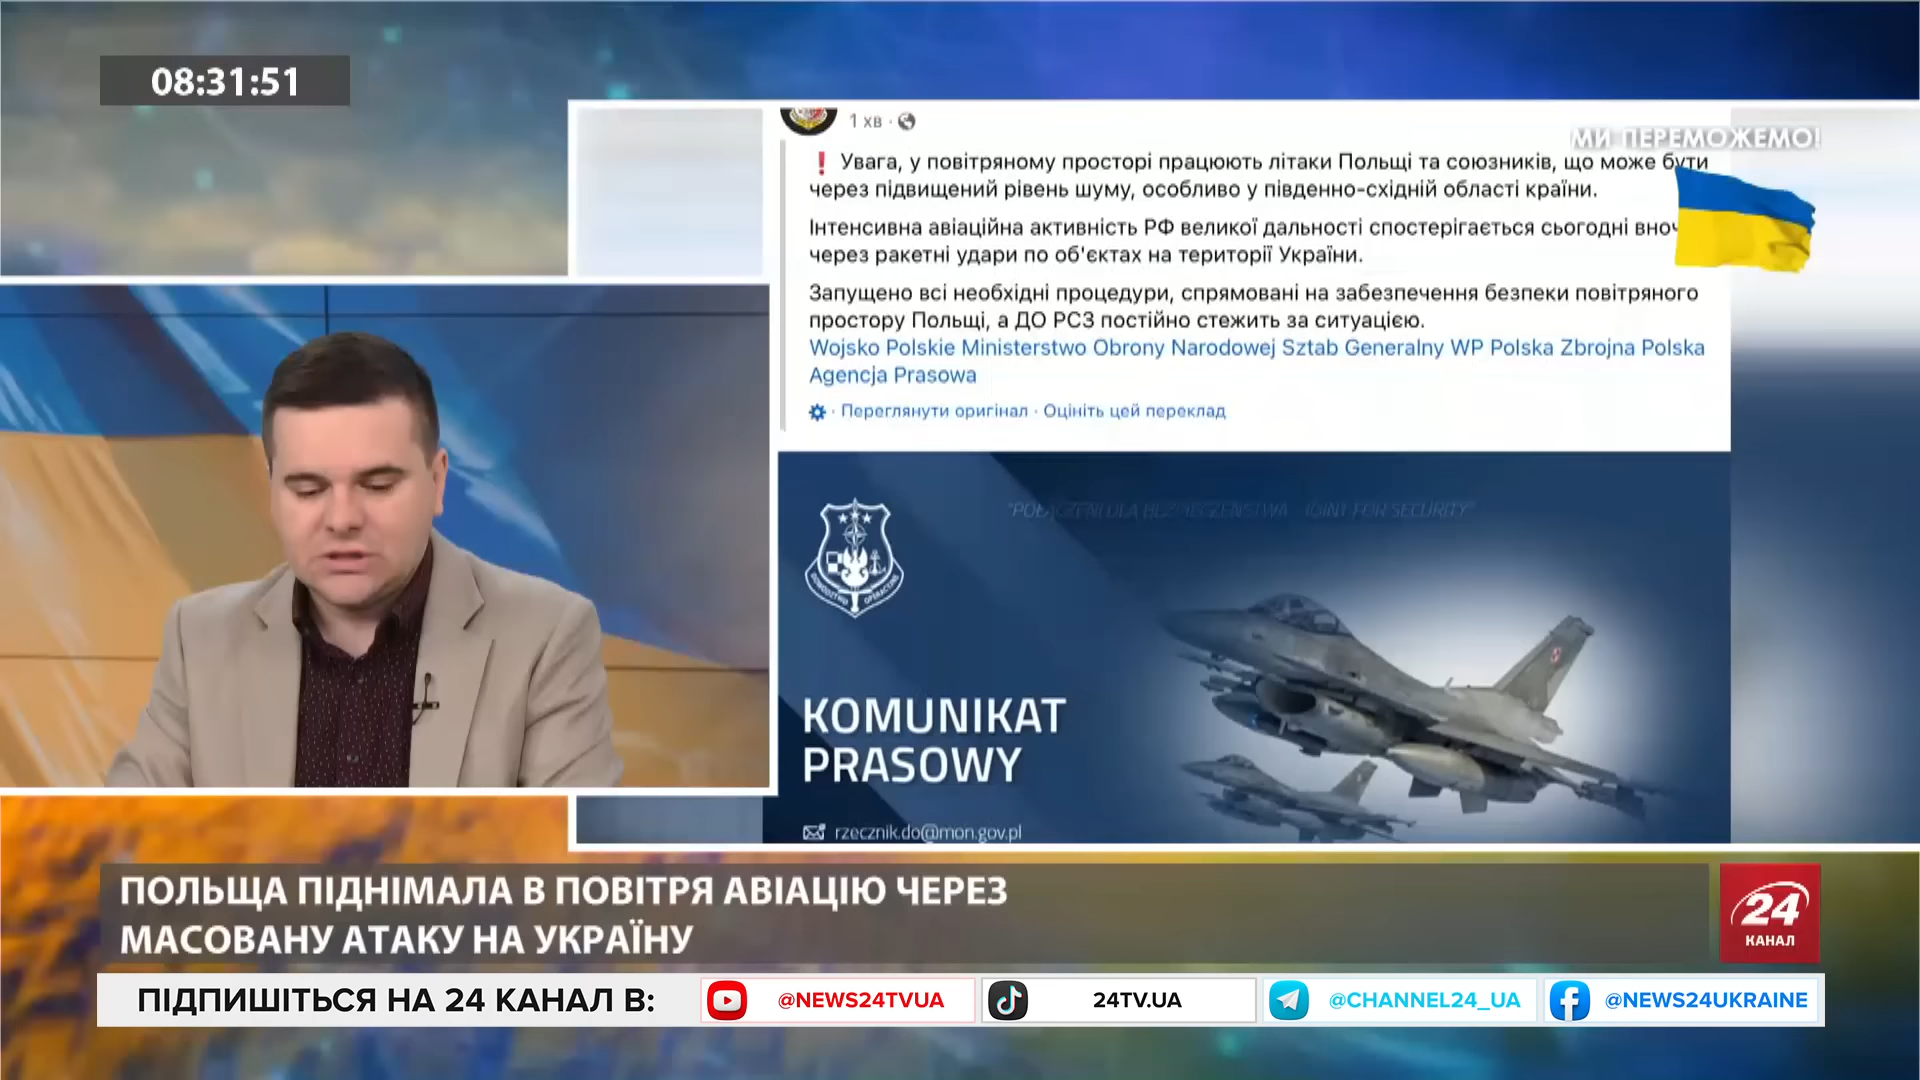 08:31:51
1 хв ·
МИ ПЕРЕМОЖЕМО!
❗ Увага, у повітряному просторі працюють літаки Польщі та союзників, що може бути
через підвищений рівень шуму, особливо у південно-східній області країни.
Інтенсивна авіаційна активність РФ великої дальності спостерігається сьогодні
через ракетні удари по об'єктах на території України.
Запущено всі необхідні процедури, спрямовані на забезпечення безпеки повітряного
простору Польщі, а ДО РСЗ постійно стежить за ситуацією.
Wojsko Polskie Ministerstwo Obrony Narodowej Sztab Generalny WP Polska Zbrojna Polska
Agencja Prasowa
· Переглянути оригінал · Оцініть цей переклад
FOR SECURITY"
DOWÓDZTWO OPERACYJNE
KOMUNIKAT
PRASOWY
rzecznik.do@mon.gov.pl
ПОЛЬЩА ПІДНІМАЛА В ПОВІТРЯ АВІАЦІЮ ЧЕРЕЗ
МАСОВАНУ АТАКУ НА УКРАЇНУ
24
КАНАЛ
ПІДПИШІТЬСЯ НА 24 КАНАЛ В:
@NEWS24TVUA
24TV.UA
@CHANNEL24_UA
@NEWS24UKRAINE